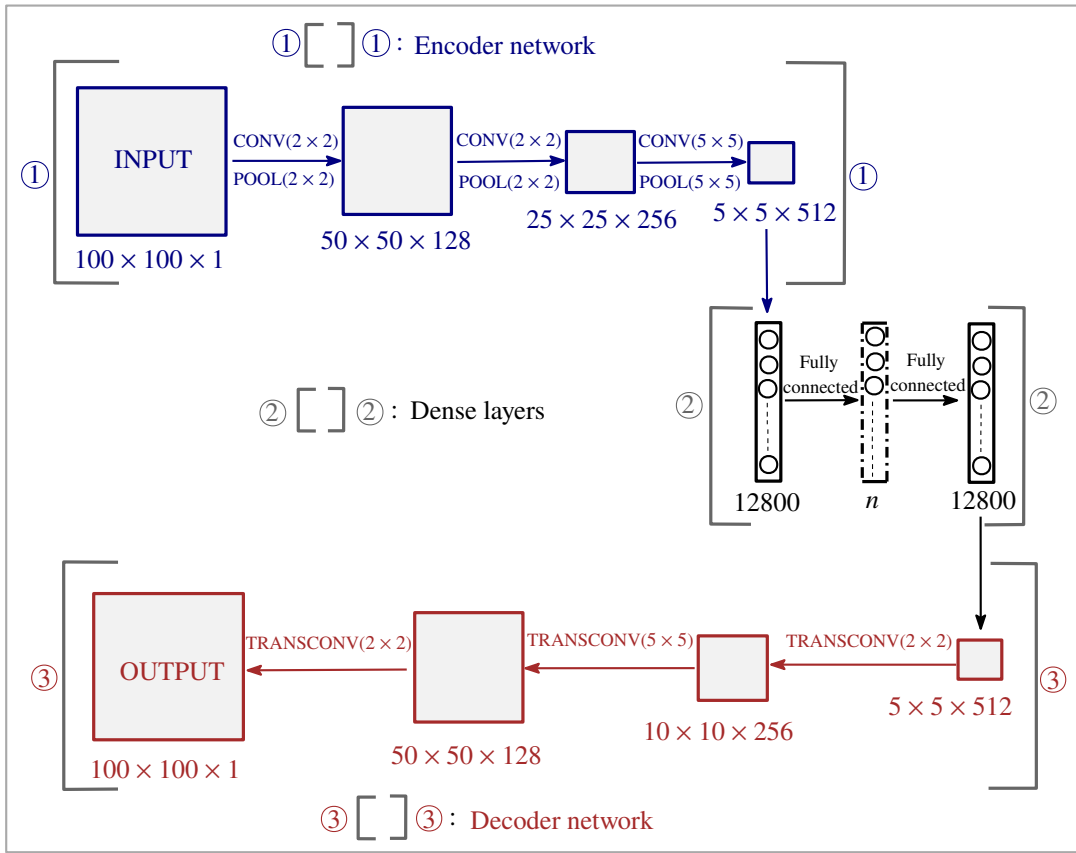 ① [ ] ① : Encoder network
①
INPUT
100 × 100 × 1
CONV(2 × 2)
POOL(2 × 2)
50 × 50 × 128
CONV(2 × 2)
POOL(2 × 2)
25 × 25 × 256
CONV(5 × 5)
POOL(5 × 5)
5 × 5 × 512
①
②
12800
Fully
connected
n
Fully
connected
12800
②
② [ ] ② : Dense layers
③
OUTPUT
100 × 100 × 1
TRANSCONV(2 × 2)
50 × 50 × 128
TRANSCONV(5 × 5)
10 × 10 × 256
TRANSCONV(2 × 2)
5 × 5 × 512
③
③ [ ] ③ : Decoder network